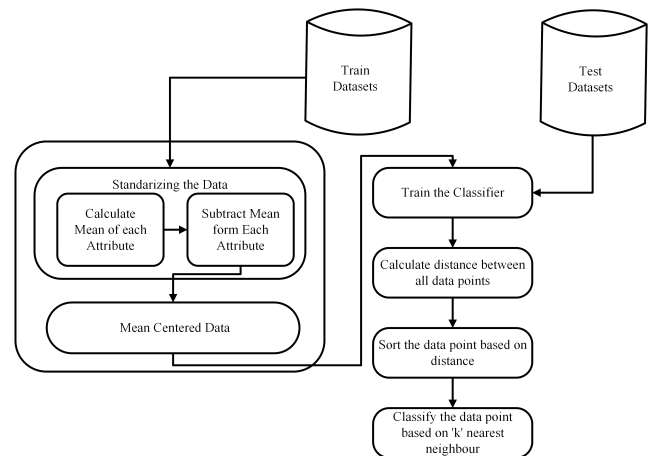 Train
Datasets
Test
Datasets
Standarizing the Data
Calculate
Mean of each
Attribute
Subtract Mean
form Each
Attribute
Mean Centered Data
Train the Classifier
Calculate distance between
all data points
Sort the data point based on
distance
Classify the data point
based on 'k' nearest
neighbour